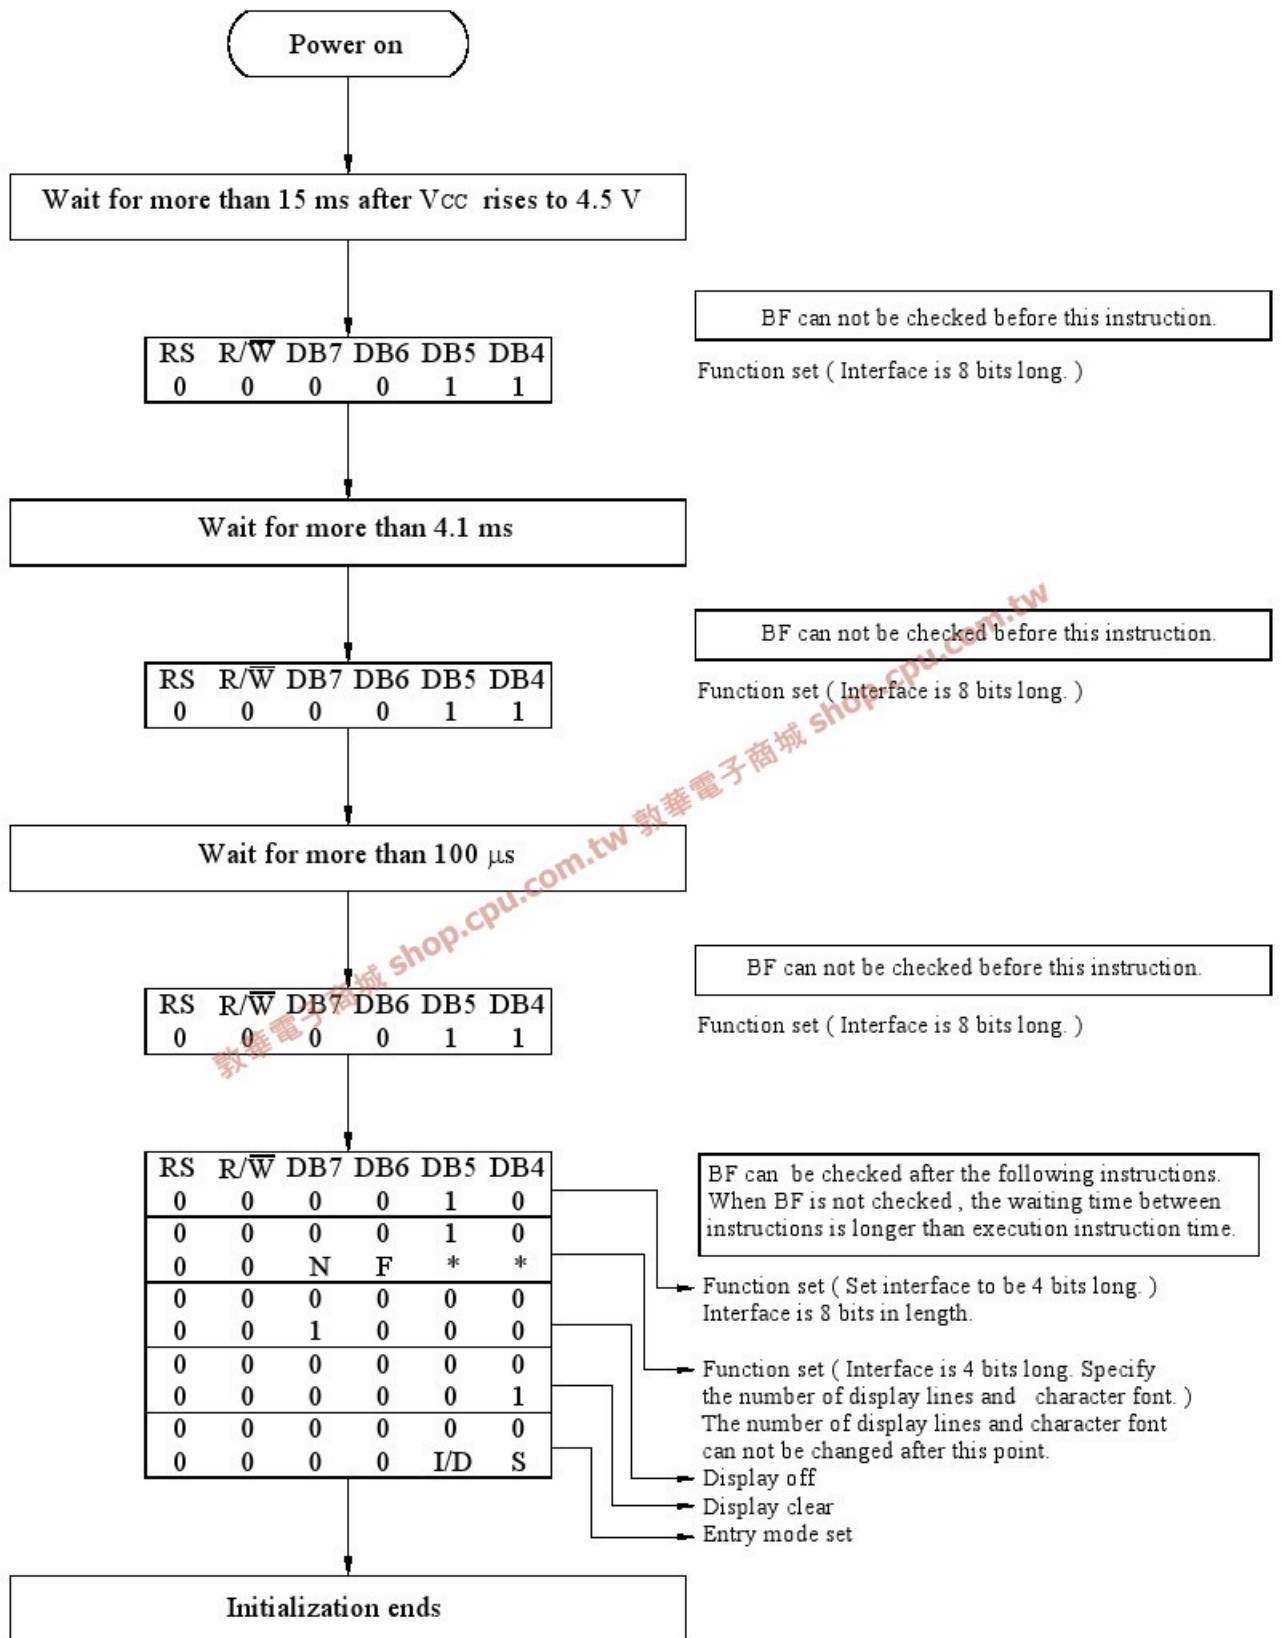 Power on
Wait for more than 15 ms after VCC rises to 4.5 V
BF can not be checked before this instruction.
RS R/W̅ DB7 DB6 DB5 DB4
0 0 0 0 1 1
Function set ( Interface is 8 bits long. )
Wait for more than 4.1 ms
BF can not be checked before this instruction.
RS R/W̅ DB7 DB6 DB5 DB4
0 0 0 0 1 1
Function set ( Interface is 8 bits long. )
Wait for more than 100 µs
BF can not be checked before this instruction.
RS R/W̅ DB7 DB6 DB5 DB4
0 0 0 0 1 1
Function set ( Interface is 8 bits long. )
RS R/W̅ DB7 DB6 DB5 DB4
0 0 0 0 1 0
0 0 0 0 1 0
0 0 N F * *
0 0 0 0 0 0
0 0 1 0 0 0
0 0 0 0 0 0
0 0 0 0 0 1
0 0 0 0 0 0
0 0 0 0 I/D S
BF can be checked after the following instructions.
When BF is not checked , the waiting time between
instructions is longer than execution instruction time.
Function set ( Set interface to be 4 bits long. )
Interface is 8 bits in length.
Function set ( Interface is 4 bits long. Specify
the number of display lines and character font. )
The number of display lines and character font
can not be changed after this point.
Display off
Display clear
Entry mode set
Initialization ends
敦華電子商城 shop.cpu.com.tw 敦華電子商城 shop.cpu.com.tw